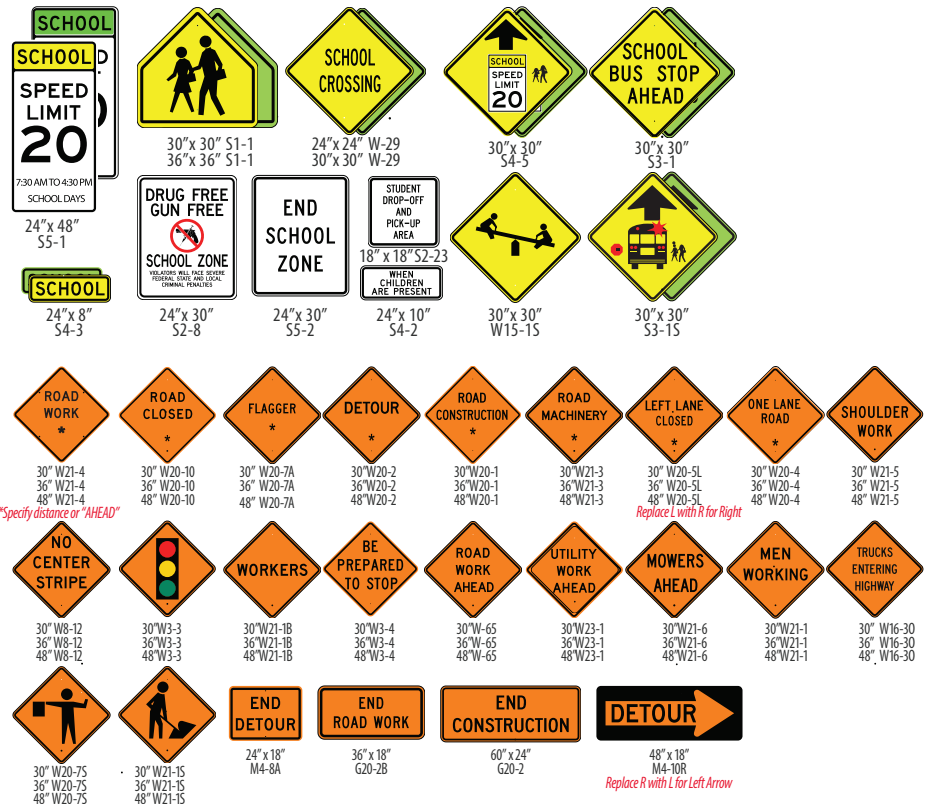 SCHOOL
SCHOOL
SPEED
LIMIT
20
7:30 AM TO 4:30 PM
SCHOOL DAYS
24" x 48"
S5-1
30" x 30" S1-1
36" x 36" S1-1
SCHOOL
CROSSING
24"x 24" W-29
30"x 30" W-29
SCHOOL
SPEED
LIMIT
20
30"x 30"
S4-5
SCHOOL
BUS STOP
AHEAD
30"x 30"
S3-1
SCHOOL
24"x 8"
S4-3
DRUG FREE
GUN FREE
SCHOOL ZONE
VIOLATORS WILL FACE SEVERE
FEDERAL STATE AND LOCAL
CRIMINAL PENALTIES
24"x 30"
S2-8
END
SCHOOL
ZONE
24"x 30"
S5-2
STUDENT
DROP-OFF
AND
PICK-UP
AREA
18" x 18" S2-23
WHEN
CHILDREN
ARE PRESENT
24"x 10"
S4-2
30"x 30"
W15-1S
30"x 30"
S3-1S
ROAD
WORK
*
30" W21-4
36" W21-4
48" W21-4
*Specify distance or "AHEAD"
ROAD
CLOSED
*
30" W20-10
36" W20-10
48" W20-10
FLAGGER
*
30" W20-7A
36" W20-7A
48" W20-7A
DETOUR
*
30"W20-2
36"W20-2
48"W20-2
ROAD
CONSTRUCTION
*
30"W20-1
36"W20-1
48"W20-1
ROAD
MACHINERY
*
30"W21-3
36"W21-3
48"W21-3
LEFT LANE
CLOSED
*
30" W20-5L
36" W20-5L
48" W20-5L
Replace L with R for Right
ONE LANE
ROAD
*
30" W20-4
36" W20-4
48" W20-4
SHOULDER
WORK
30" W21-5
36" W21-5
48" W21-5
NO
CENTER
STRIPE
30" W8-12
36" W8-12
48" W8-12
30"W3-3
36"W3-3
48"W3-3
WORKERS
30"W21-1B
36"W21-1B
48"W21-1B
BE
PREPARED
TO STOP
30"W3-4
36"W3-4
48"W3-4
ROAD
WORK
AHEAD
30"W-65
36"W-65
48"W-65
UTILITY
WORK
AHEAD
30"W23-1
36"W23-1
48"W23-1
MOWERS
AHEAD
30"W21-6
36"W21-6
48"W21-6
MEN
WORKING
30"W21-1
36"W21-1
48"W21-1
TRUCKS
ENTERING
HIGHWAY
30" W16-30
36" W16-30
48" W16-30
30" W20-7S
36" W20-7S
48" W20-7S
30" W21-1S
36" W21-1S
48" W21-1S
END
DETOUR
24" x 18"
M4-8A
END
ROAD WORK
36" x 18"
G20-2B
END
CONSTRUCTION
60" x 24"
G20-2
DETOUR
48" x 18"
M4-10R
Replace R with L for Left Arrow